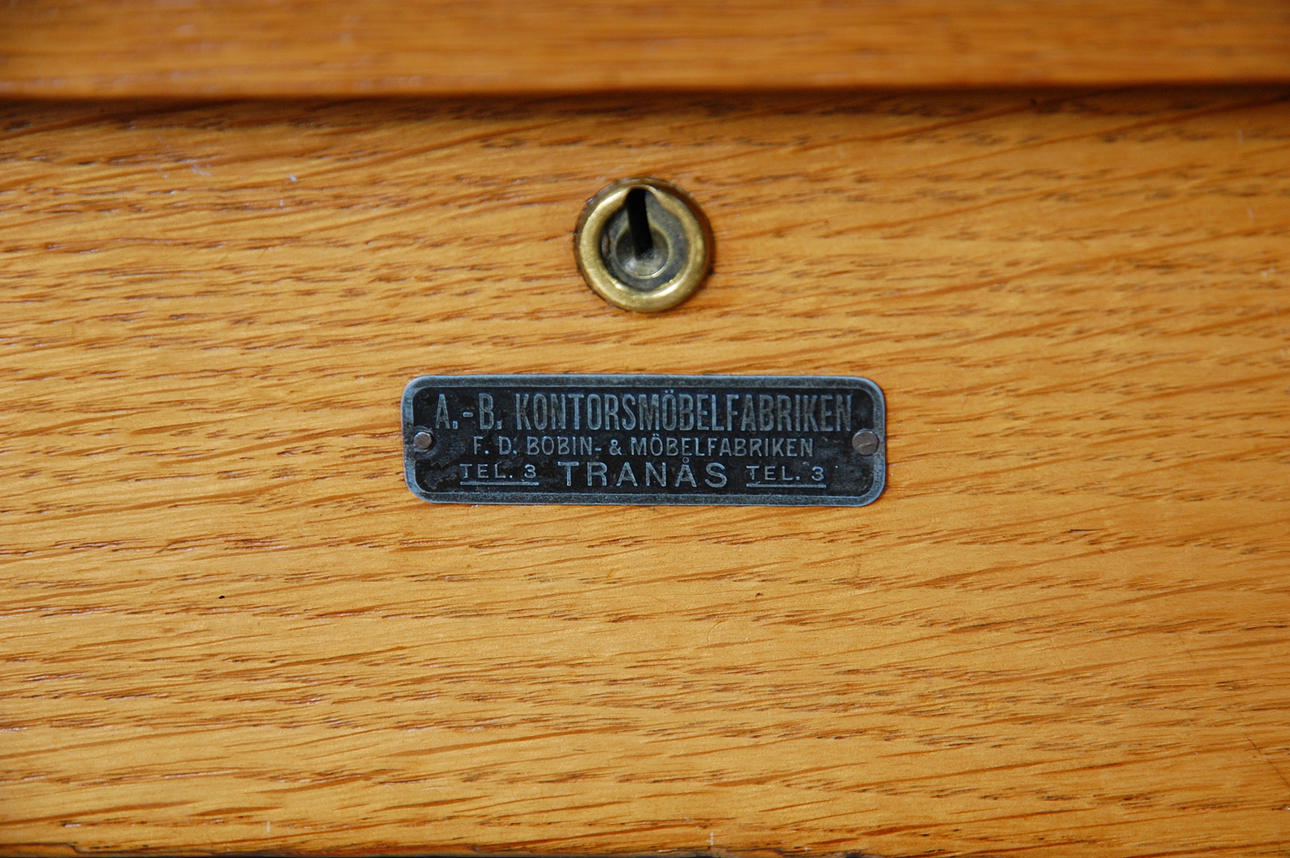 A.-B. KONTORSMÖBELFABRIKEN
F. D. BOBIN- & MÖBELFABRIKEN
TEL. 3 TRANÅS TEL. 3